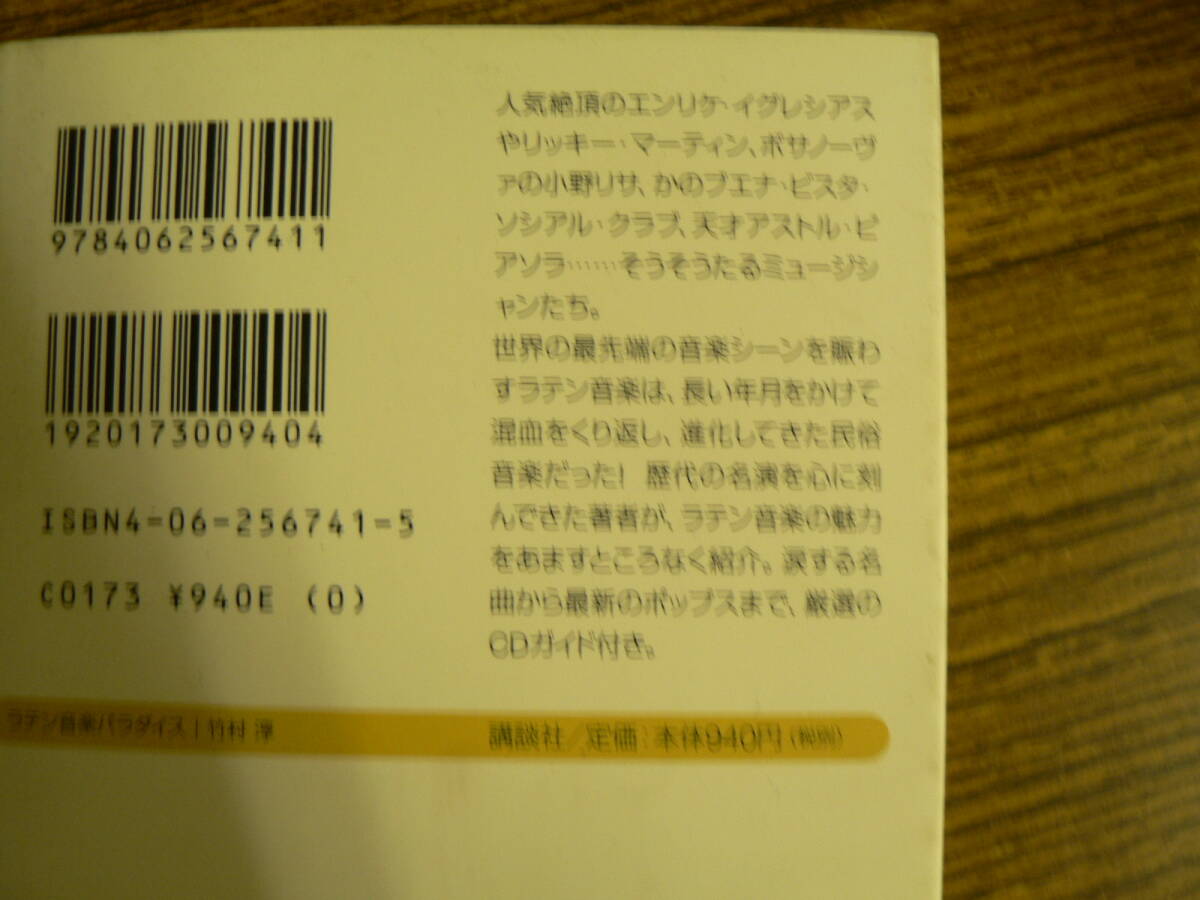 9784062567411
1920173009404
ISBN4-06-256741-5
C0173 ¥940E (0)
人気絶頂のエンリケ・イグレシアス
やリッキー・マーティン、ボサノーヴ
ァの小野リサ、かのブエナ・ビスタ・
ソシアル・クラブ、天才アストル・ピ
アソラ……そうそうたるミュージシ
ャンたち。
世界の最先端の音楽シーンを賑わ
すラテン音楽は、長い年月をかけて
混血をくり返し、進化してきた民俗
音楽だった! 歴代の名演を心に刻
んできた著者が、ラテン音楽の魅力
をあますところなく紹介。涙する名
曲から最新のポップスまで、厳選の
CDガイド付き。
ラテン音楽パラダイス|竹村 淳
講談社/定価:本体940円(税別)